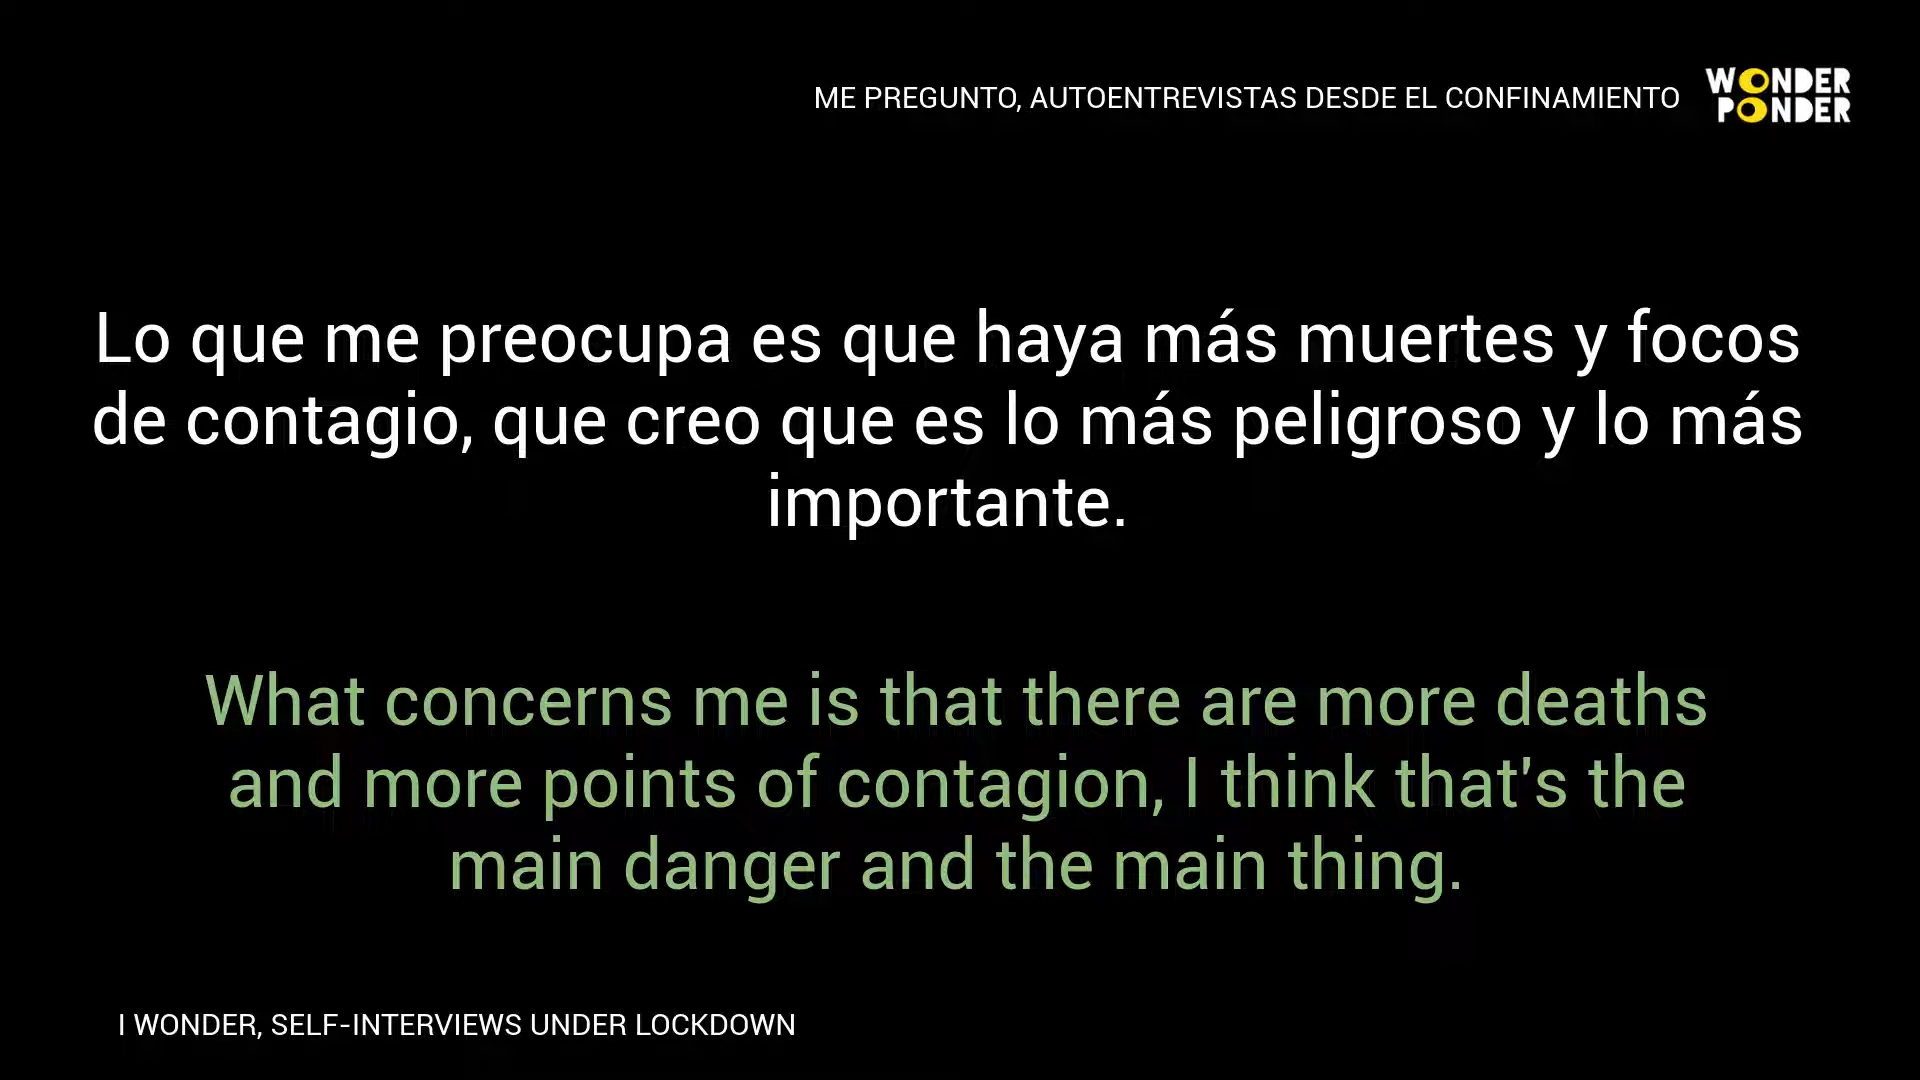 ME PREGUNTO, AUTOENTREVISTAS DESDE EL CONFINAMIENTO
WONDER
PONDER
Lo que me preocupa es que haya más muertes y focos
de contagio, que creo que es lo más peligroso y lo más
importante.
What concerns me is that there are more deaths
and more points of contagion, I think that's the
main danger and the main thing.
I WONDER, SELF-INTERVIEWS UNDER LOCKDOWN